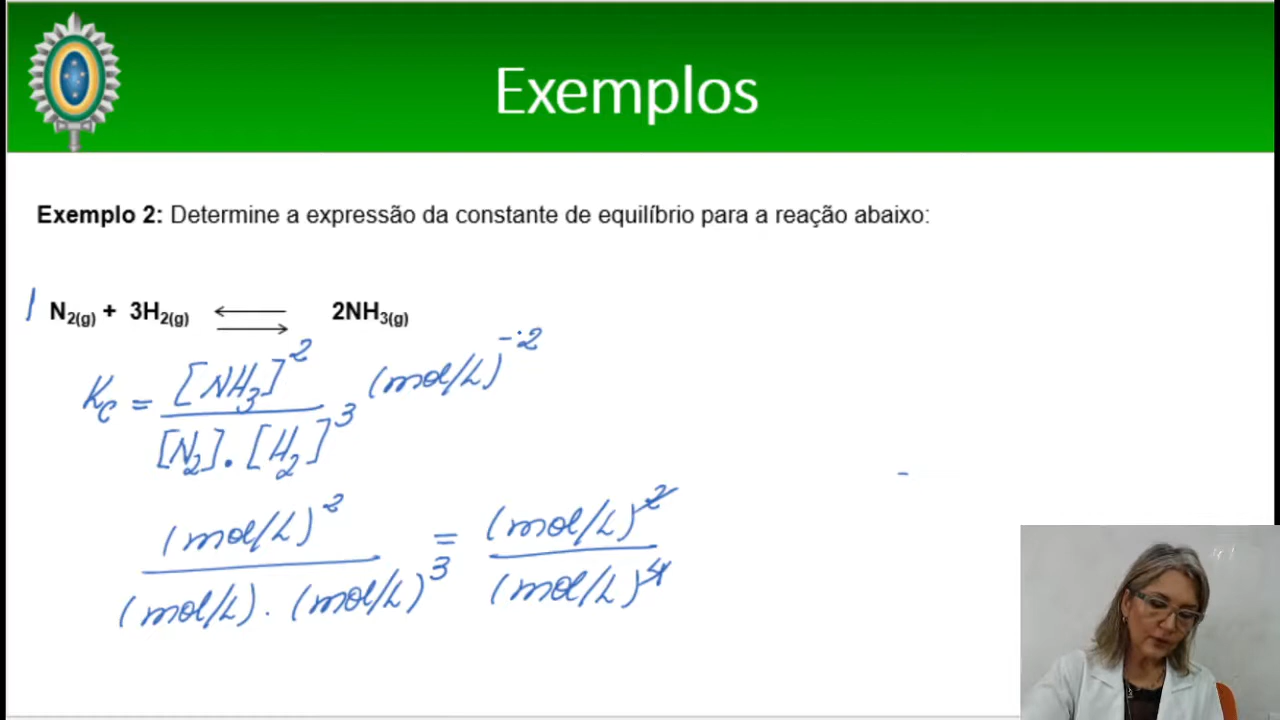 Exemplos
Exemplo 2: Determine a expressão da constante de equilíbrio para a reação abaixo:
1 N2(g) + 3H2(g) ⇄ 2NH3(g)
Kc = [NH3]^2 / [N2].[H2]^3 (mol/L)^-2
(mol/L)^2 / (mol/L).(mol/L)^3 = (mol/L)^2 / (mol/L)^4